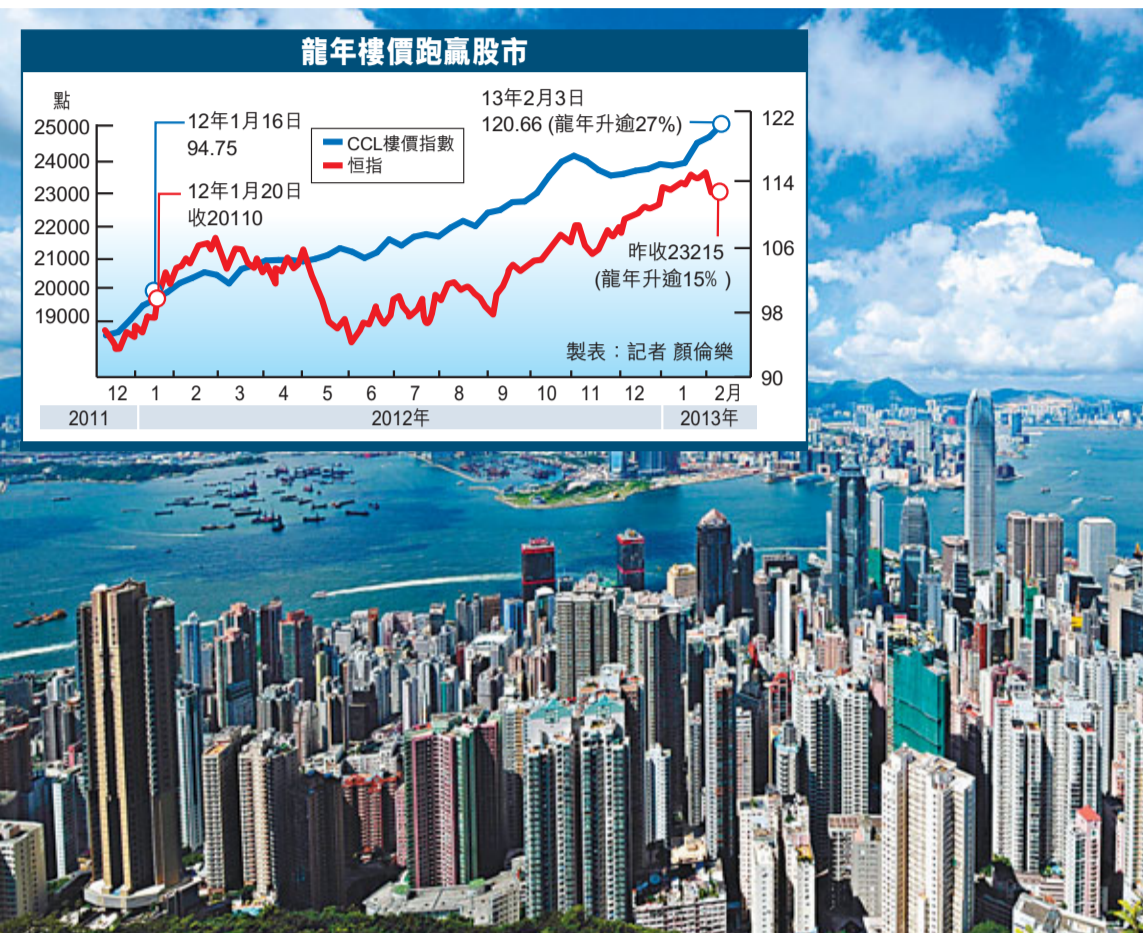 龍年樓價跑贏股市
點
25000
24000
23000
22000
21000
20000
19000
12年1月16日
94.75
12年1月20日
收20110
CCL樓價指數
恒指
13年2月3日
120.66 (龍年升逾27%)
昨收23215
(龍年升逾15% )
製表：記者 顏倫樂
122
114
106
98
90
12 1 2 3 4 5 6 7 8 9 10 11 12 1 2月
2011 2012年 2013年